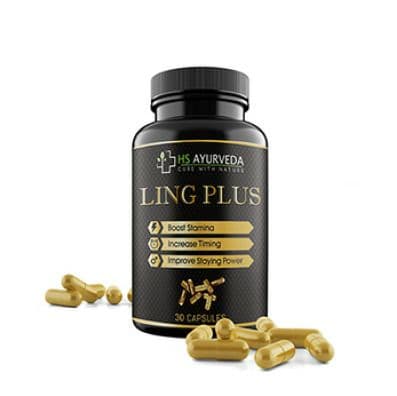 HS AYURVEDA
CURE WITH NATURE
LING PLUS
Boost Stamina
Increase Timing
Improve Staying Power
30 CAPSULES